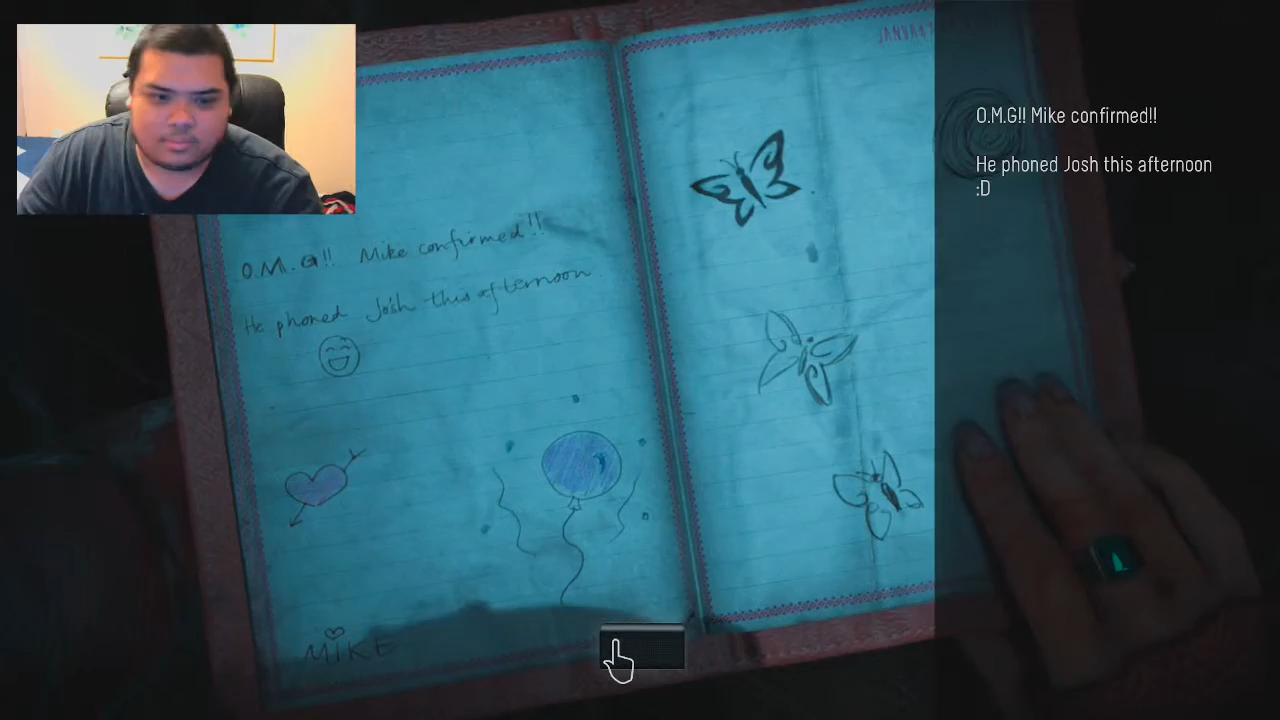 JANUARY
O.M.G!! Mike confirmed!!
He phoned Josh this afternoon
:D
O.M.G!! Mike confirmed!!
He phoned Josh this afternoon.
MIKE